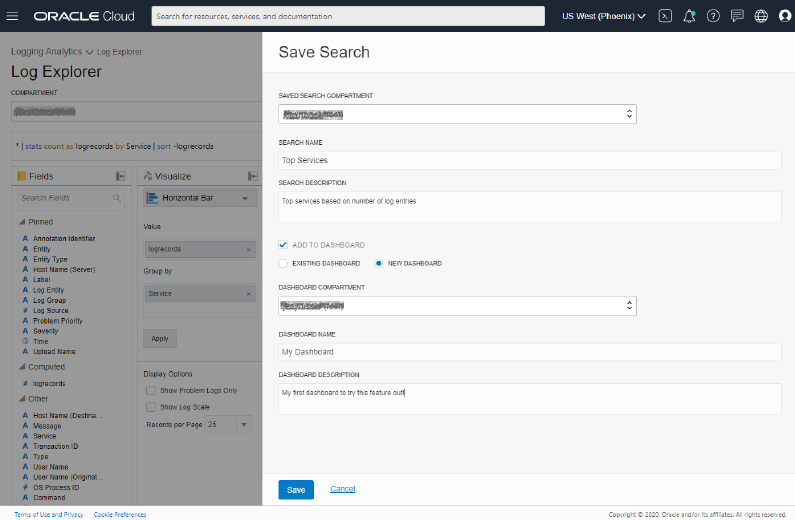 ORACLE Cloud
Search for resources, services, and documentation
US West (Phoenix)
Logging Analytics Log Explorer
Log Explorer
COMPARTMENT
* | stats count as logrecords by Service | sort -logrecords
Fields
Search Fields
Pinned
A Annotation Identifier
A Entity
A Entity Type
A Host Name (Server)
A Label
A Log Entity
A Log Group
# Log Source
A Problem Priority
A Severity
Time
A Upload Name
Computed
# logrecords
Other
A Host Name (Destina...
A Message
A Service
A Transaction ID
A Type
A User Name
A User Name (Originat...
# OS Process ID
A Command
Visualize
Horizontal Bar
Value
logrecords ×
Group by
Service ×
Apply
Display Options
Show Problem Logs Only
Show Log Scale
Records per Page 25
Save Search
SAVED SEARCH COMPARTMENT
SEARCH NAME
Top Services
SEARCH DESCRIPTION
Top services based on number of log entries
ADD TO DASHBOARD
EXISTING DASHBOARD NEW DASHBOARD
DASHBOARD COMPARTMENT
DASHBOARD NAME
My Dashboard
DASHBOARD DESCRIPTION
My first dashboard to try this feature out!
Save Cancel
Terms of Use and Privacy Cookie Preferences
Copyright © 2020, Oracle and/or its affiliates. All rights reserved.